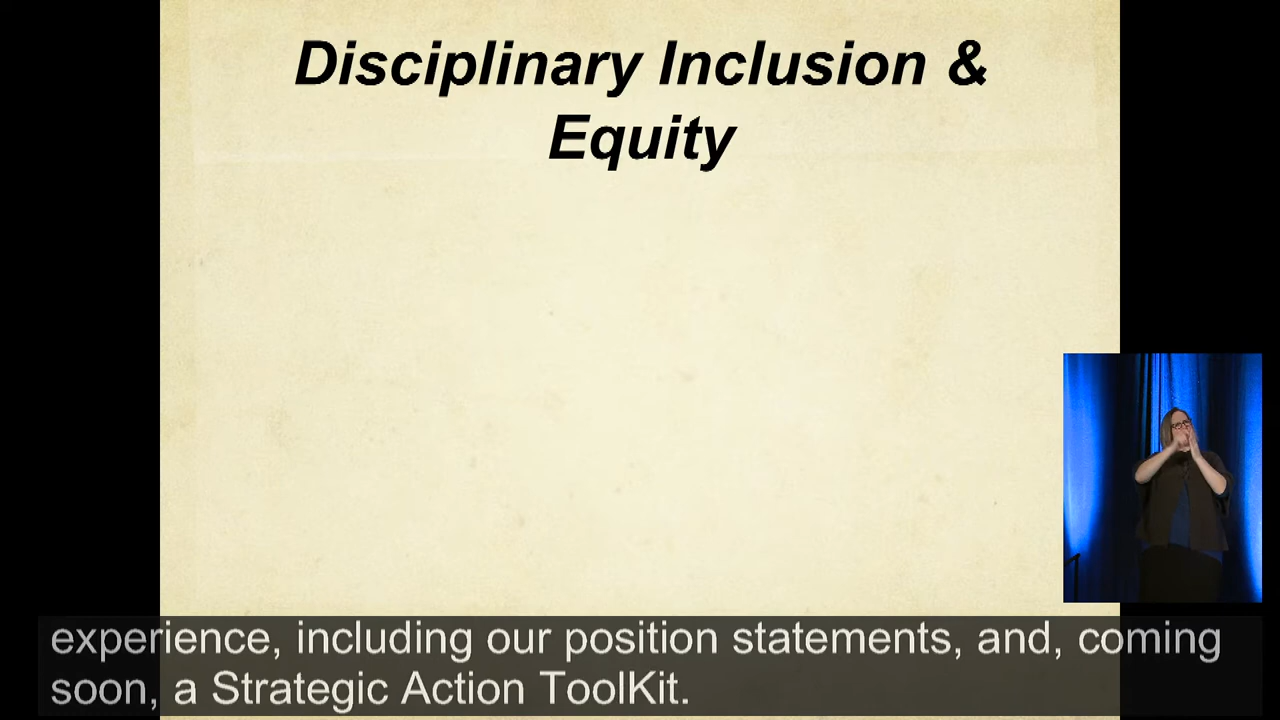 Disciplinary Inclusion &
Equity
experience, including our position statements, and, coming
soon, a Strategic Action ToolKit.